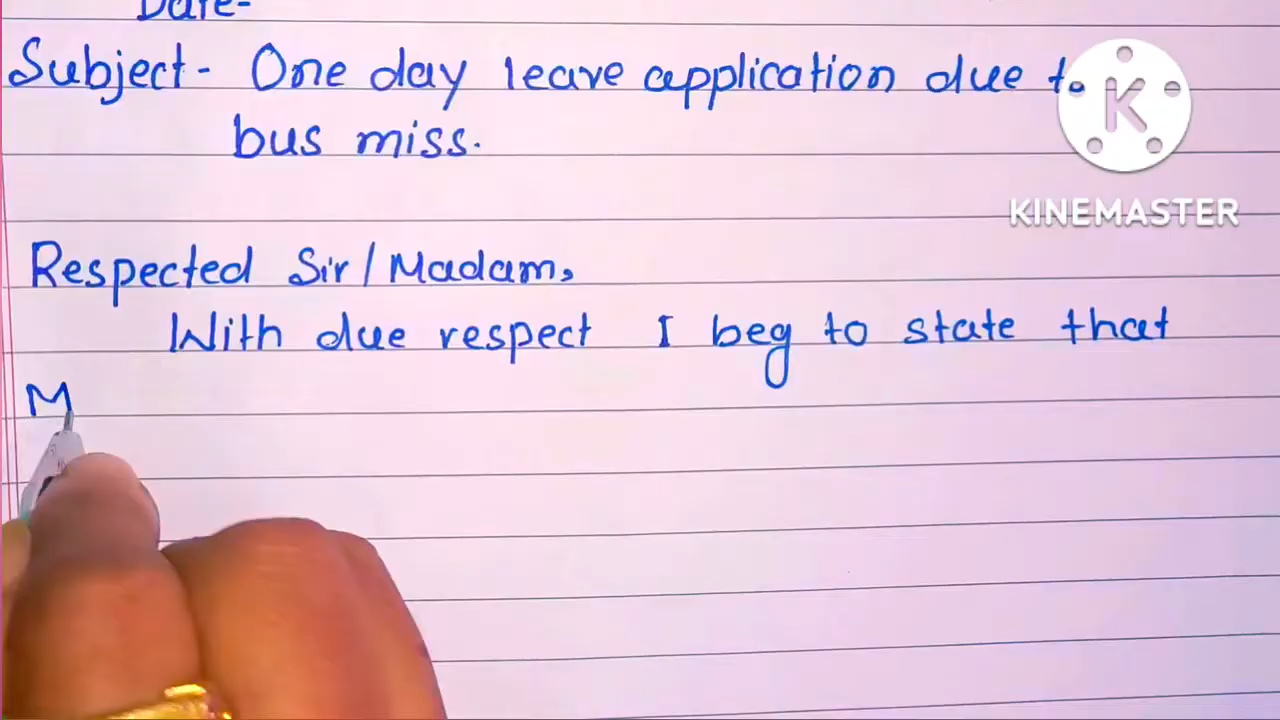 Date-
Subject- One day leave application due to
bus miss.
K
KINEMASTER
Respected Sir/Madam,
With due respect I beg to state that
M